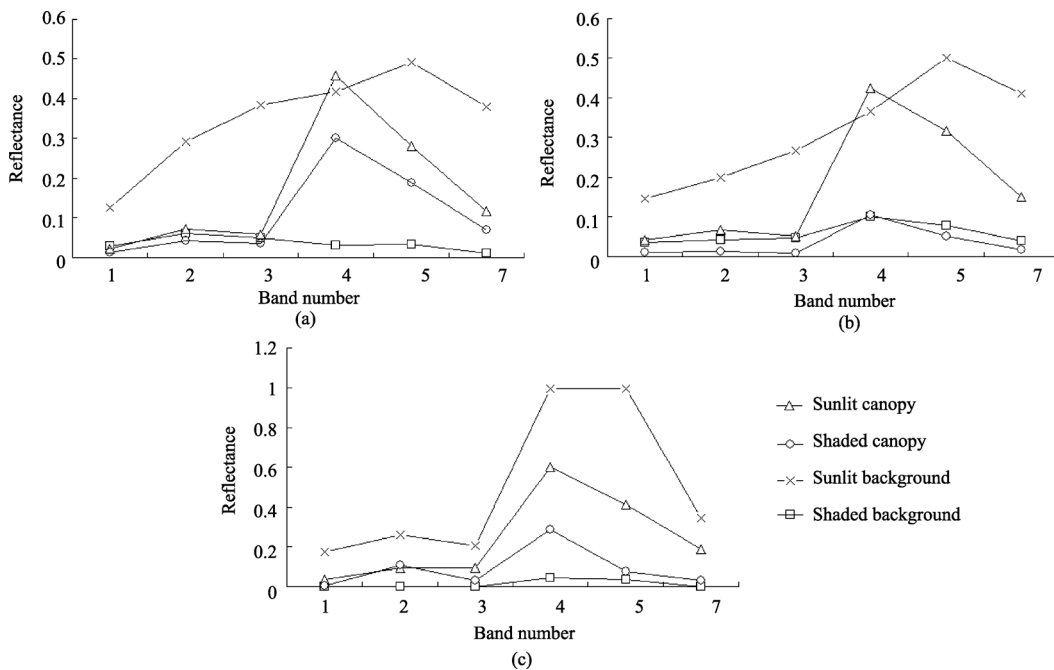 0.6
0.5
0.4
0.3
0.2
0.1
0
Reflectance
1 2 3 4 5 7
Band number
(a)
0.6
0.5
0.4
0.3
0.2
0.1
0
Reflectance
1 2 3 4 5 7
Band number
(b)
1.2
1
0.8
0.6
0.4
0.2
0
Reflectance
1 2 3 4 5 7
Band number
(c)
Sunlit canopy
Shaded canopy
Sunlit background
Shaded background